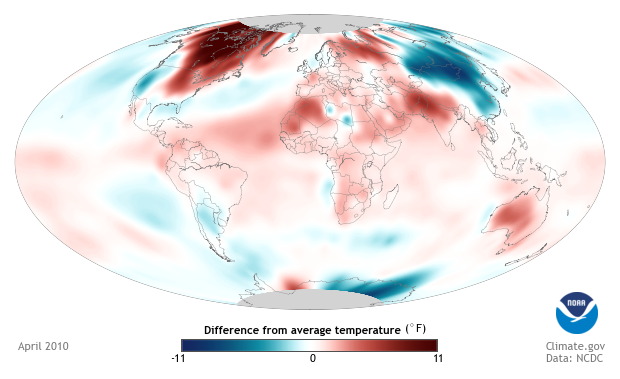 NOAA
Difference from average temperature (°F)
April 2010
-11
0
11
Climate.gov
Data: NCDC